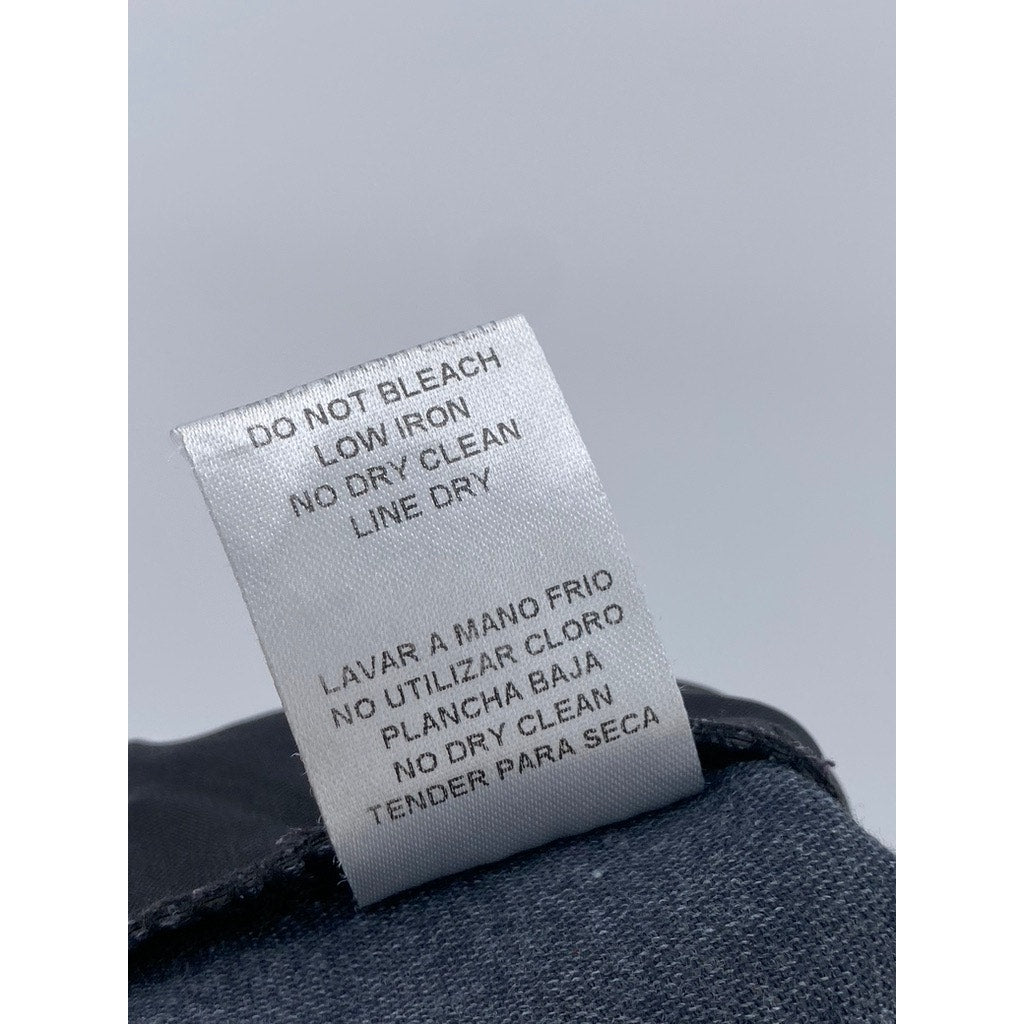 DO NOT BLEACH
LOW IRON
NO DRY CLEAN
LINE DRY
LAVAR A MANO FRIO
NO UTILIZAR CLORO
PLANCHA BAJA
NO DRY CLEAN
TENDER PARA SECA